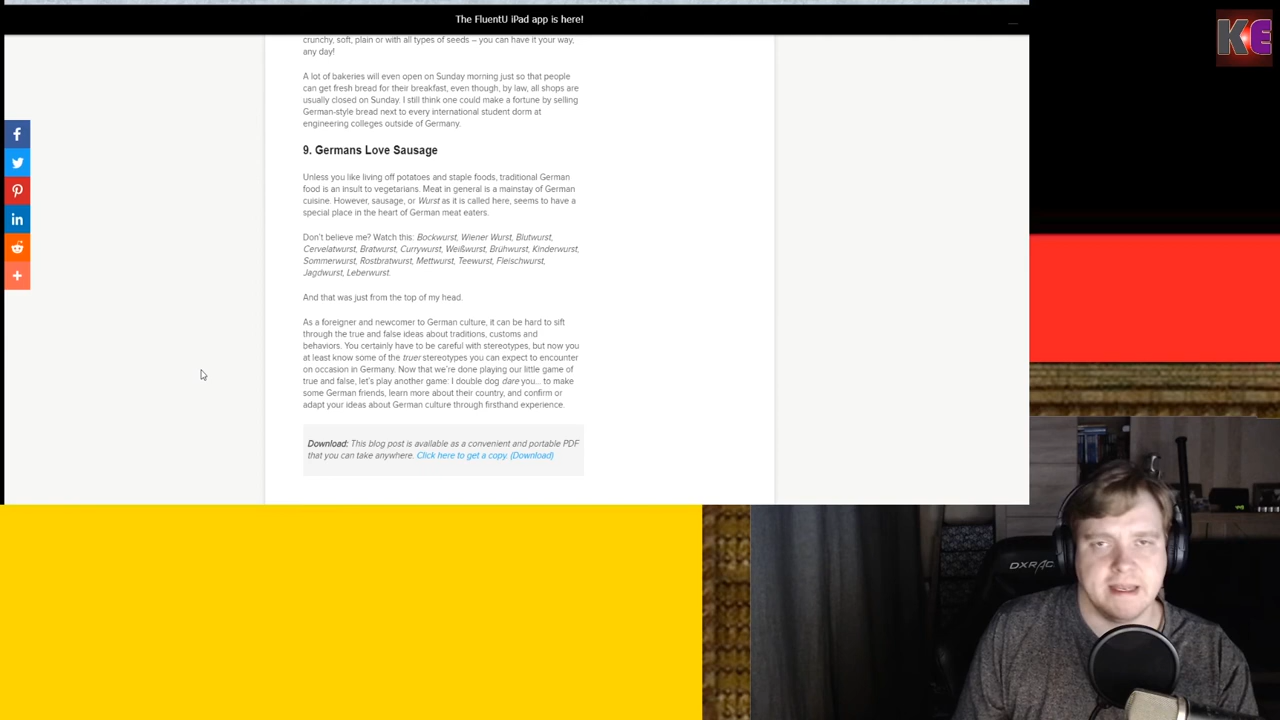 The FluentU iPad app is here!
KE
crunchy, soft, plain or with all types of seeds – you can have it your way,
any day!
A lot of bakeries will even open on Sunday morning just so that people
can get fresh bread for their breakfast, even though, by law, all shops are
usually closed on Sunday. I still think one could make a fortune by selling
German-style bread next to every international student dorm at
engineering colleges outside of Germany.
9. Germans Love Sausage
Unless you like living off potatoes and staple foods, traditional German
food is an insult to vegetarians. Meat in general is a mainstay of German
cuisine. However, sausage, or Wurst as it is called here, seems to have a
special place in the heart of German meat eaters.
Don't believe me? Watch this: Bockwurst, Wiener Wurst, Blutwurst,
Cervelatwurst, Bratwurst, Currywurst, Weißwurst, Brühwurst, Kinderwurst,
Sommerwurst, Rostbratwurst, Mettwurst, Teewurst, Fleischwurst,
Jagdwurst, Leberwurst.
And that was just from the top of my head.
As a foreigner and newcomer to German culture, it can be hard to sift
through the true and false ideas about traditions, customs and
behaviors. You certainly have to be careful with stereotypes, but now you
at least know some of the truer stereotypes you can expect to encounter
on occasion in Germany. Now that we're done playing our little game of
true and false, let's play another game: I double dog dare you... to make
some German friends, learn more about their country, and confirm or
adapt your ideas about German culture through firsthand experience.
Download: This blog post is available as a convenient and portable PDF
that you can take anywhere. Click here to get a copy. (Download)